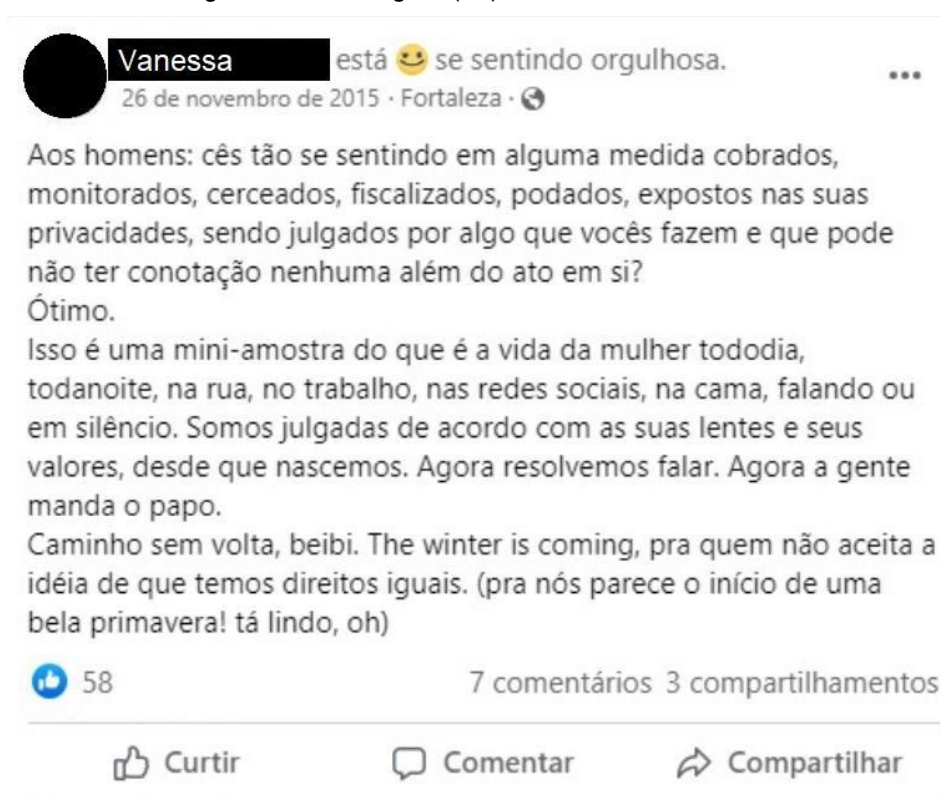 Vanessa está se sentindo orgulhosa.
26 de novembro de 2015 · Fortaleza ·
Aos homens: cês tão se sentindo em alguma medida cobrados,
monitorados, cerceados, fiscalizados, podados, expostos nas suas
privacidades, sendo julgados por algo que vocês fazem e que pode
não ter conotação nenhuma além do ato em si?
Ótimo.
Isso é uma mini-amostra do que é a vida da mulher tododia,
todanoite, na rua, no trabalho, nas redes sociais, na cama, falando ou
em silêncio. Somos julgadas de acordo com as suas lentes e seus
valores, desde que nascemos. Agora resolvemos falar. Agora a gente
manda o papo.
Caminho sem volta, beibi. The winter is coming, pra quem não aceita a
idéia de que temos direitos iguais. (pra nós parece o início de uma
bela primavera! tá lindo, oh)
58 7 comentários 3 compartilhamentos
Curtir Comentar Compartilhar